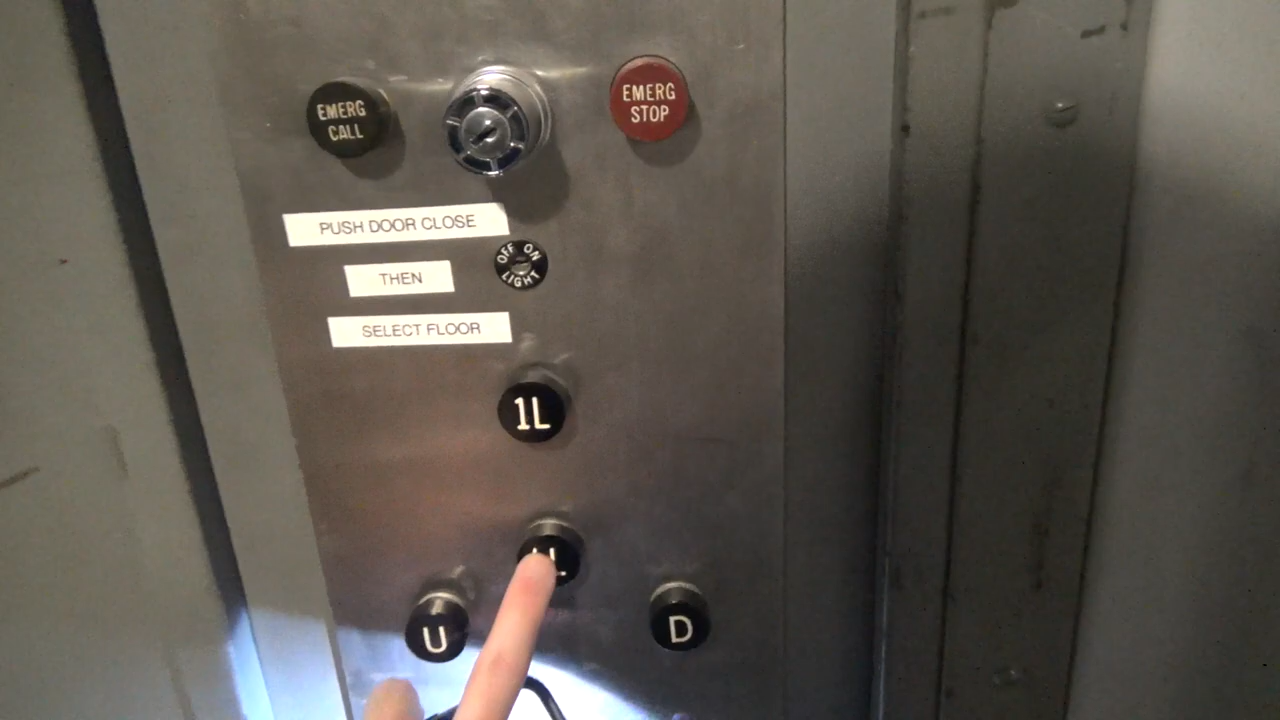 EMERG
CALL
EMERG
STOP
PUSH DOOR CLOSE
OFF ON
LIGHT
THEN
SELECT FLOOR
1L
U
D